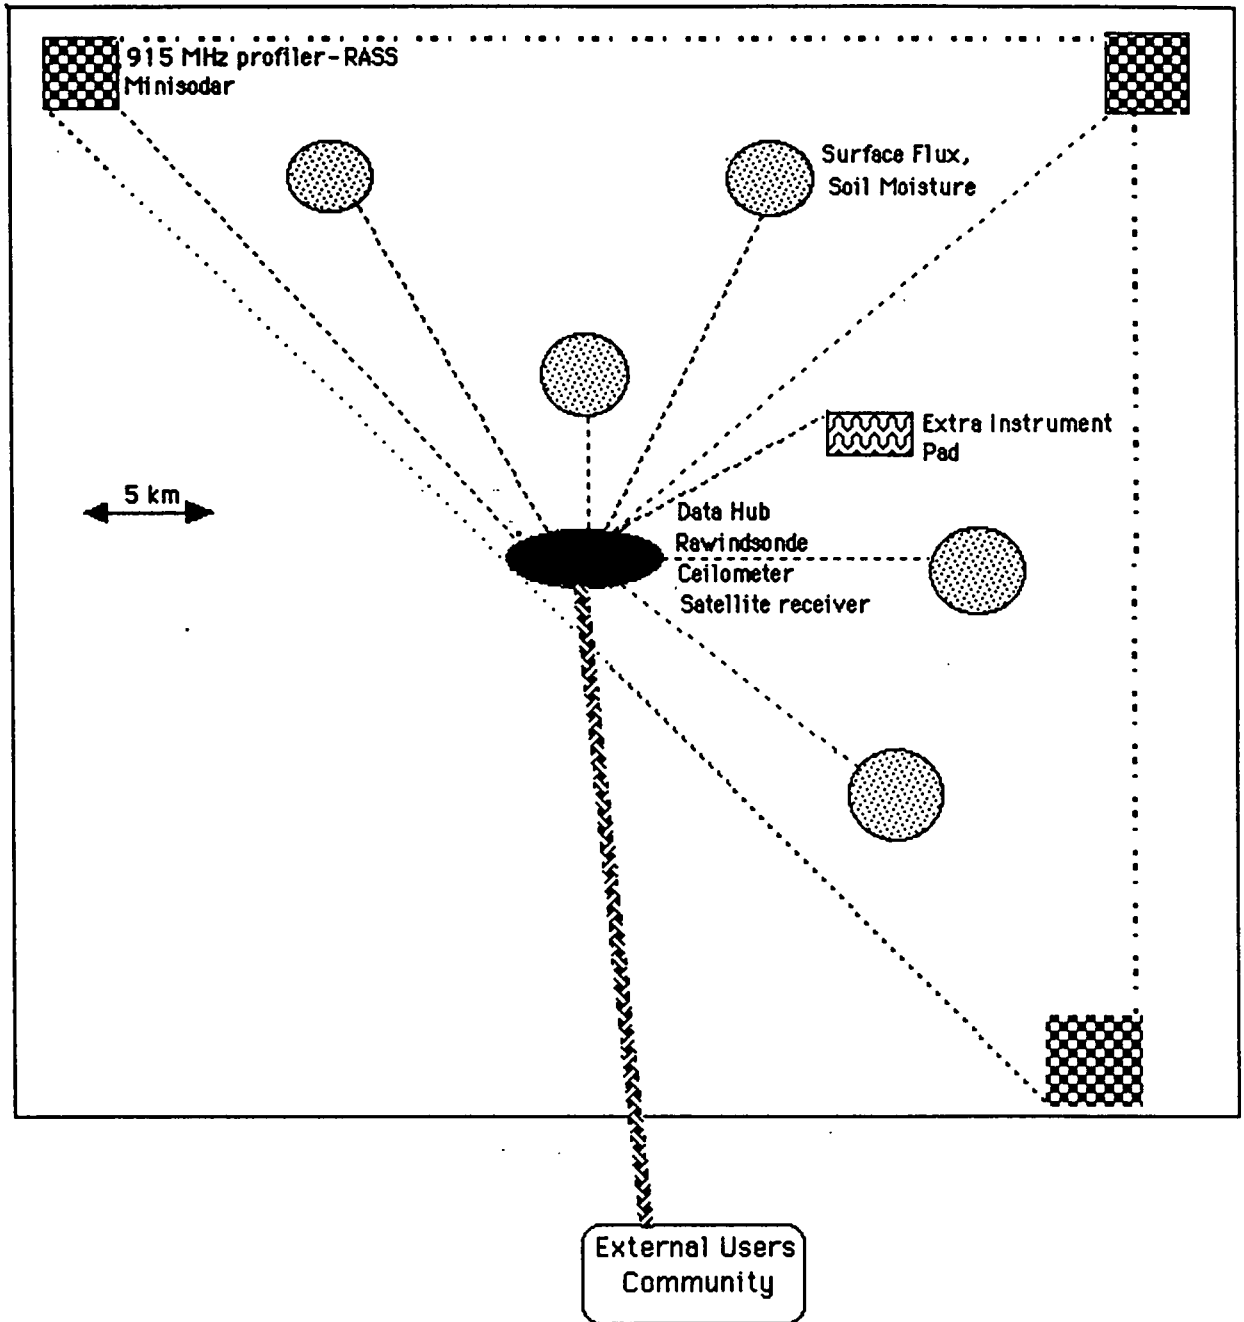 915 MHz profiler-RASS
Minisodar
Surface Flux,
Soil Moisture
Extra Instrument
Pad
5 km
Data Hub
Rawindsonde
Ceilometer
Satellite receiver
External Users
Community